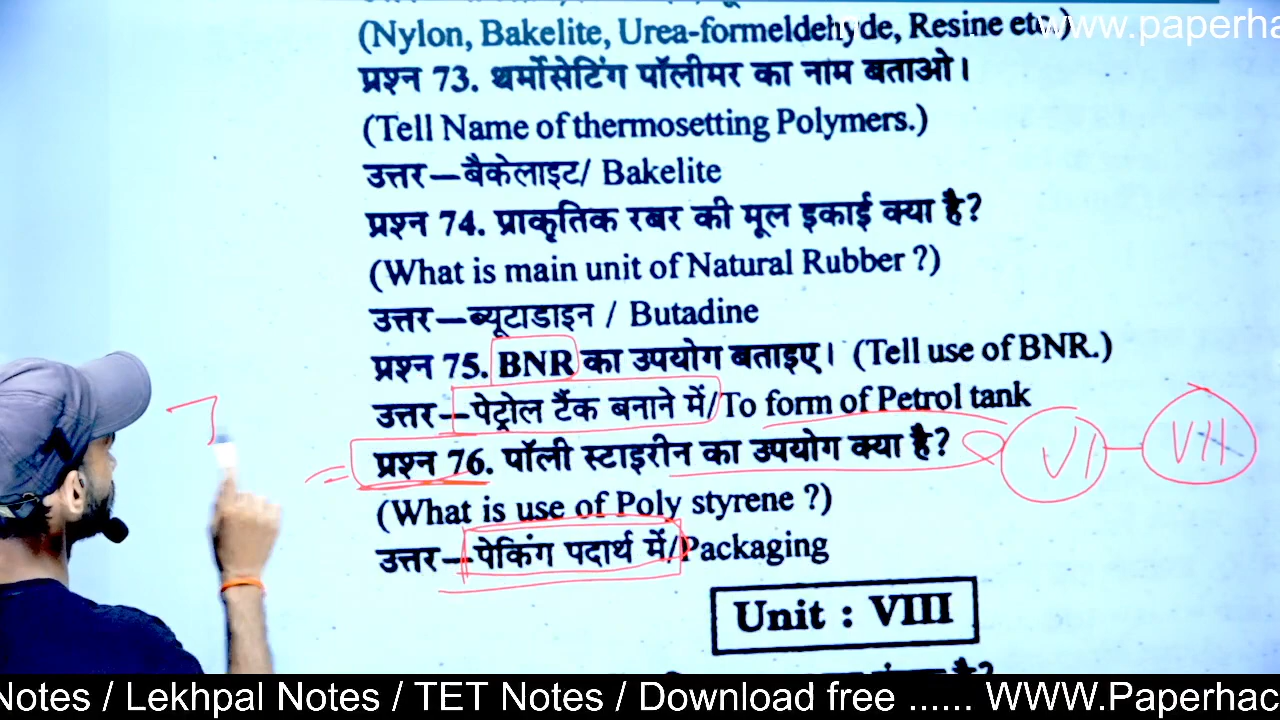 www.paperha
(Nylon, Bakelite, Urea-formeldehyde, Resine etc.)
प्रश्न 73. थर्मोसेटिंग पॉलीमर का नाम बताओ।
(Tell Name of thermosetting Polymers.)
उत्तर—बैकेलाइट/ Bakelite
प्रश्न 74. प्राकृतिक रबर की मूल इकाई क्या है?
(What is main unit of Natural Rubber ?)
उत्तर—ब्यूटाडाइन / Butadine
प्रश्न 75. BNR का उपयोग बताइए। (Tell use of BNR.)
उत्तर—पेट्रोल टैंक बनाने में/To form of Petrol tank
प्रश्न 76. पॉली स्टाइरीन का उपयोग क्या है? VI VII
(What is use of Poly styrene ?)
उत्तर—पेकिंग पदार्थ में/Packaging
Unit : VIII
है?
Notes / Lekhpal Notes / TET Notes / Download free ...... WWW.Paperhac